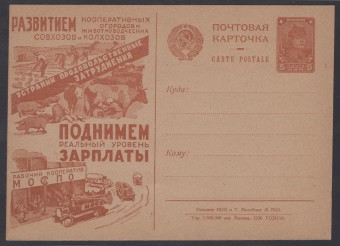 РАЗВИТИЕМ
КООПЕРАТИВНЫХ
ОГОРОДОВ И
ЖИВОТНОВОДЧЕСКИХ
СОВХОЗОВ И КОЛХОЗОВ
УСТРАНИМ ПРОДОВОЛЬСТВЕННЫЕ
ЗАТРУДНЕНИЯ
ПОДНИМЕМ
РЕАЛЬНЫЙ УРОВЕНЬ
ЗАРПЛАТЫ
РАБОЧИЙ КООПЕРАТИВ
МОСПО
ПОЧТОВАЯ
КАРТОЧКА
CARTE POSTALE
Куда:
Кому: